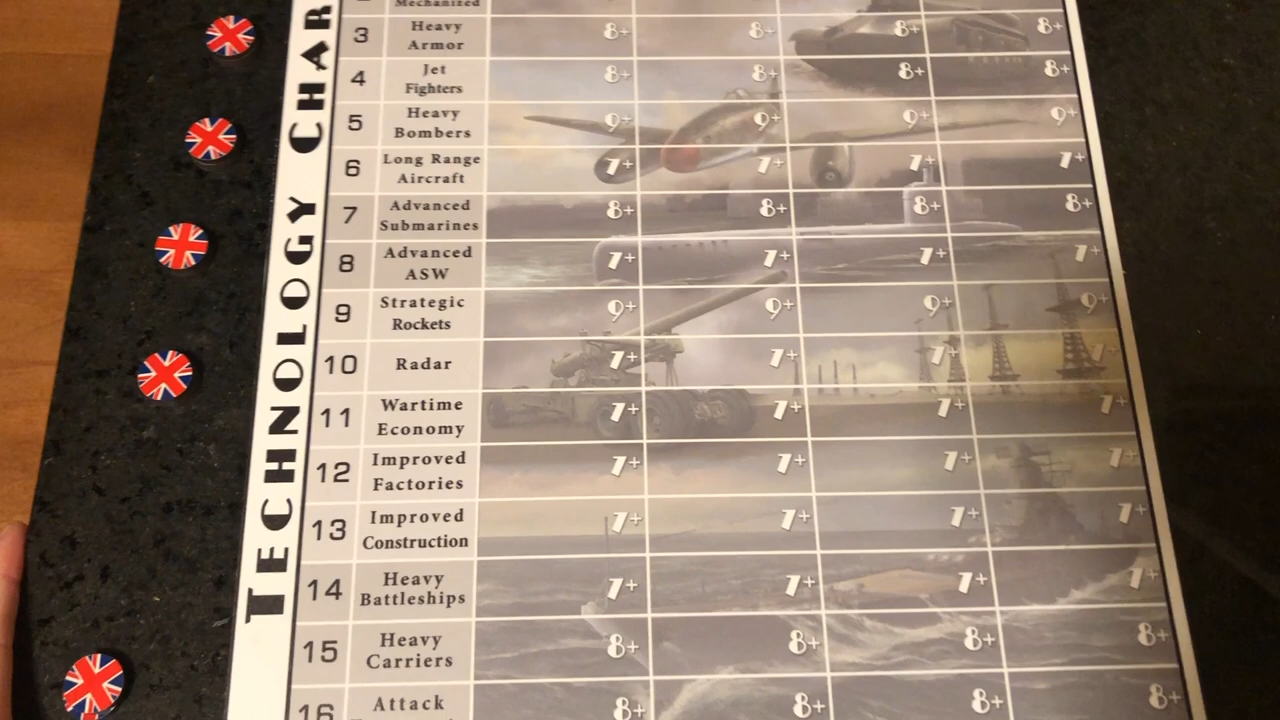 TECHNOLOGY CHAR
Mechanized
3 Heavy Armor 8+ 8+ 8+ 8+
4 Jet Fighters 8+ 8+ 8+ 8+
5 Heavy Bombers 9+ 9+ 9+ 9+
6 Long Range Aircraft 7+ 7+ 7+ 7+
7 Advanced Submarines 8+ 8+ 8+ 8+
8 Advanced ASW 7+ 7+ 7+ 7+
9 Strategic Rockets 9+ 9+ 9+ 9+
10 Radar 7+ 7+ 7+ 7+
11 Wartime Economy 7+ 7+ 7+ 7+
12 Improved Factories 7+ 7+ 7+ 7+
13 Improved Construction 7+ 7+ 7+ 7+
14 Heavy Battleships 7+ 7+ 7+ 7+
15 Heavy Carriers 8+ 8+ 8+ 8+
16 Attack 8+ 8+ 8+ 8+